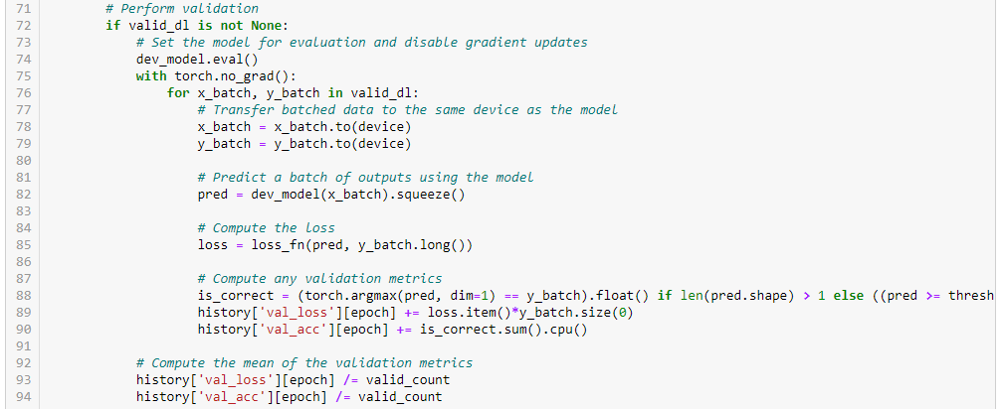 71 # Perform validation
72 if valid_dl is not None:
73 # Set the model for evaluation and disable gradient updates
74 dev_model.eval()
75 with torch.no_grad():
76 for x_batch, y_batch in valid_dl:
77 # Transfer batched data to the same device as the model
78 x_batch = x_batch.to(device)
79 y_batch = y_batch.to(device)
80
81 # Predict a batch of outputs using the model
82 pred = dev_model(x_batch).squeeze()
83
84 # Compute the loss
85 loss = loss_fn(pred, y_batch.long())
86
87 # Compute any validation metrics
88 is_correct = (torch.argmax(pred, dim=1) == y_batch).float() if len(pred.shape) > 1 else ((pred >= thresh
89 history['val_loss'][epoch] += loss.item()*y_batch.size(0)
90 history['val_acc'][epoch] += is_correct.sum().cpu()
91
92 # Compute the mean of the validation metrics
93 history['val_loss'][epoch] /= valid_count
94 history['val_acc'][epoch] /= valid_count